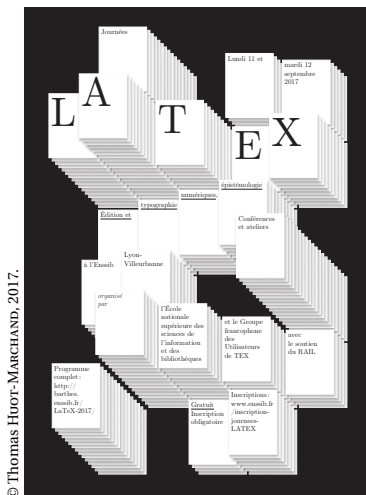 Journées
Lundi 11 et
mardi 12
septembre
2017
L A T E X
épistémologie
numériques,
typographie
Édition et
Conférences
et ateliers
à l'Enssib
Lyon-
Villeurbanne
organisé
par
l'École
nationale
supérieure des
sciences de
l'information
et des
bibliothèques
et le Groupe
francophone
des
Utilisateurs
de TEX
avec
le soutien
du RAIL
Programme
complet :
http://
barthes.
enssib.fr/
LaTeX-2017/
Gratuit
Inscription
obligatoire
Inscriptions :
www.enssib.fr
/inscription-
journees-
LATEX
© Thomas Huot-Marchand, 2017.